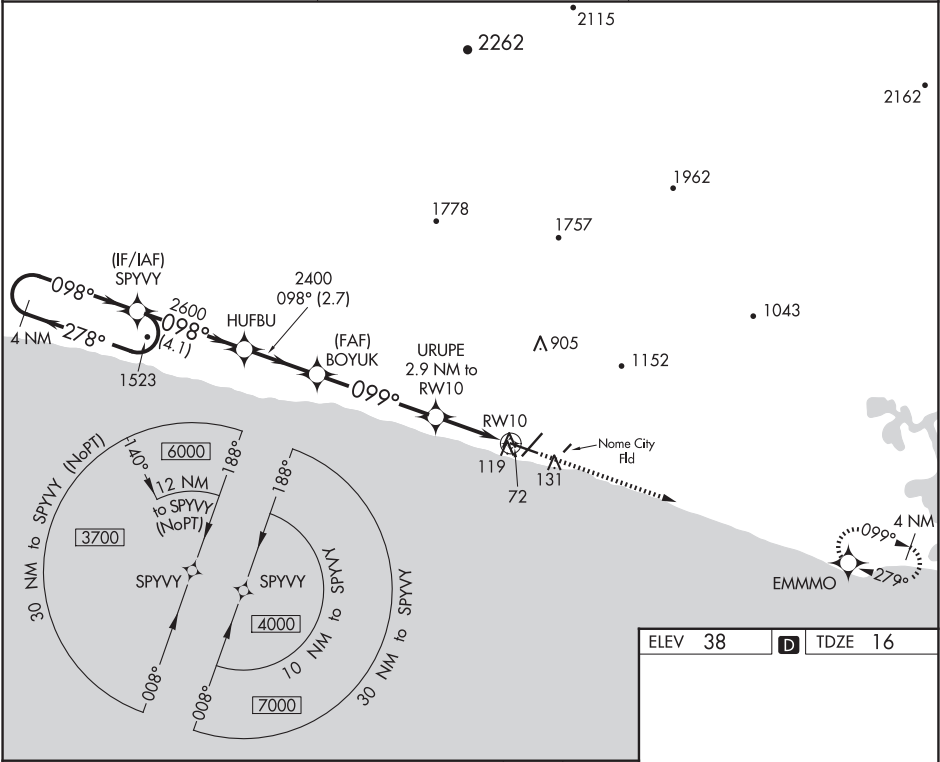 2115
2262
2162
1962
1778
1757
(IF/IAF)
SPYVY
2400
098° (2.7)
098°
2600
098°
(4.1)
HUFBU
1043
4 NM
278°
1523
(FAF)
BOYUK
905
URUPE
2.9 NM to
RW10
1152
099°
RW10
Nome City
Fld
119
131
72
30 NM to SPYVY (NoPT)
140°
6000
188°
12 NM
to SPYVY
(NoPT)
3700
SPYVY
008°
188°
SPYVY
4000
10 NM to SPYVY
30 NM to SPYVY
7000
008°
4 NM
099°
279°
EMMMO
ELEV 38 D TDZE 16